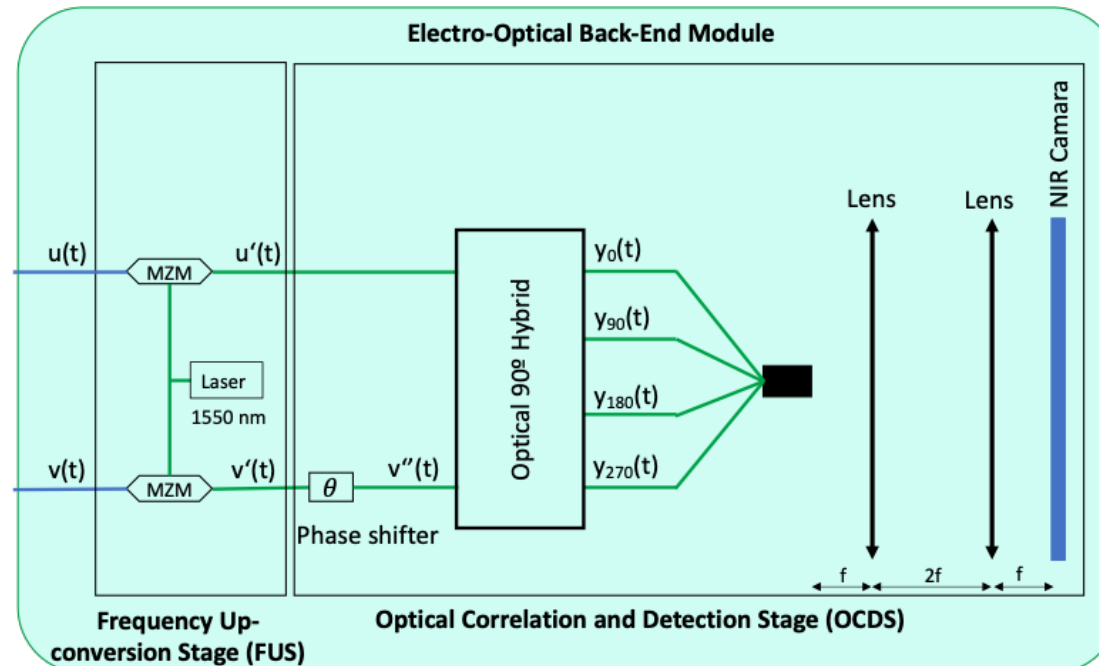 Electro-Optical Back-End Module
NIR Camara
Lens
Lens
u(t)
MZM
u‘(t)
y0(t)
y90(t)
Optical 90º Hybrid
Laser
1550 nm
y180(t)
v(t)
MZM
v‘(t)
θ
v‘‘(t)
y270(t)
Phase shifter
f
2f
f
Frequency Up-
conversion Stage (FUS)
Optical Correlation and Detection Stage (OCDS)